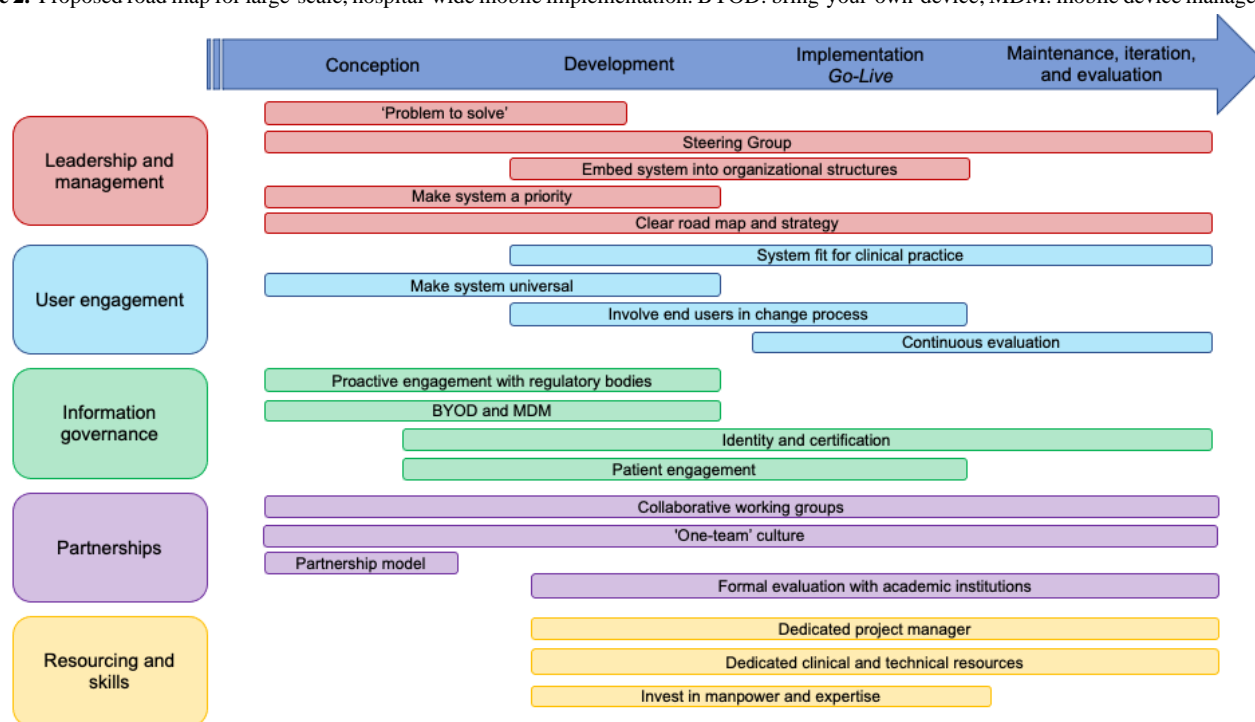 2. Proposed road map for large-scale, hospital-wide mobile implementation. BYOD: bring-your-own device; MDM: mobile device
Conception
Development
Implementation
Go-Live
Maintenance, iteration,
and evaluation
Leadership and
management
'Problem to solve'
Steering Group
Embed system into organizational structures
Make system a priority
Clear road map and strategy
User engagement
System fit for clinical practice
Make system universal
Involve end users in change process
Continuous evaluation
Information
governance
Proactive engagement with regulatory bodies
BYOD and MDM
Identity and certification
Patient engagement
Partnerships
Collaborative working groups
'One-team' culture
Partnership model
Formal evaluation with academic institutions
Resourcing and
skills
Dedicated project manager
Dedicated clinical and technical resources
Invest in manpower and expertise